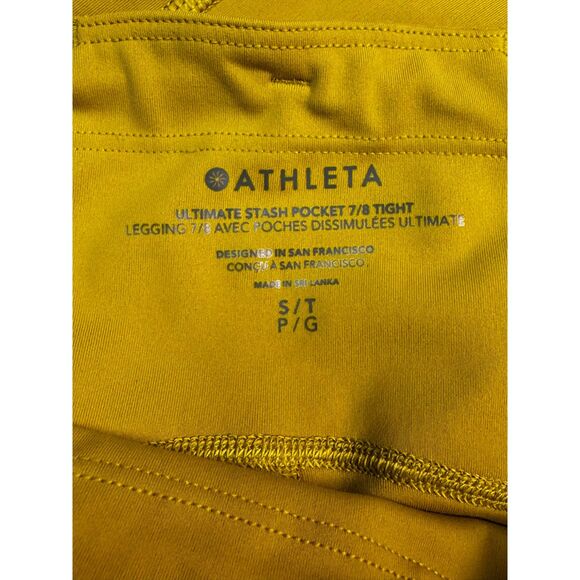 ATHLETA
ULTIMATE STASH POCKET 7/8 TIGHT
LEGGING 7/8 AVEC POCHES DISSIMULÉES ULTIMATE
DESIGNED IN SAN FRANCISCO
CONÇU À SAN FRANCISCO
MADE IN SRI LANKA
S/T
P/G